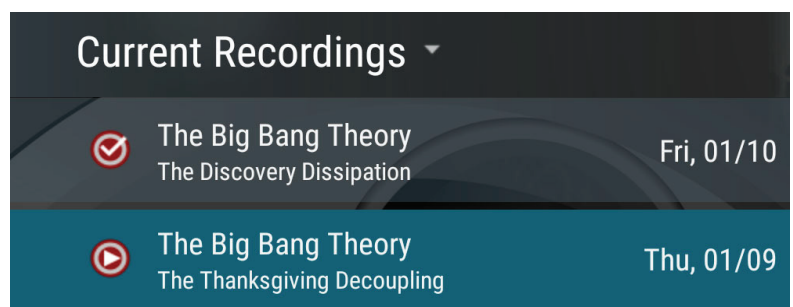 Current Recordings
The Big Bang Theory
Fri, 01/10
The Discovery Dissipation
The Big Bang Theory
Thu, 01/09
The Thanksgiving Decoupling